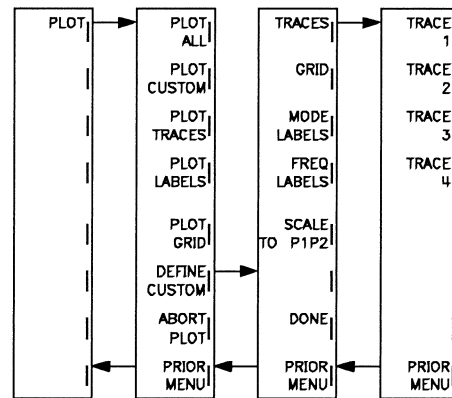 PLOT
PLOT
ALL
PLOT
CUSTOM
PLOT
TRACES
PLOT
LABELS
PLOT
GRID
DEFINE
CUSTOM
ABORT
PLOT
PRIOR
MENU
TRACES
GRID
MODE
LABELS
FREQ
LABELS
SCALE
TO P1P2
DONE
PRIOR
MENU
TRACE
1
TRACE
2
TRACE
3
TRACE
4
PRIOR
MENU